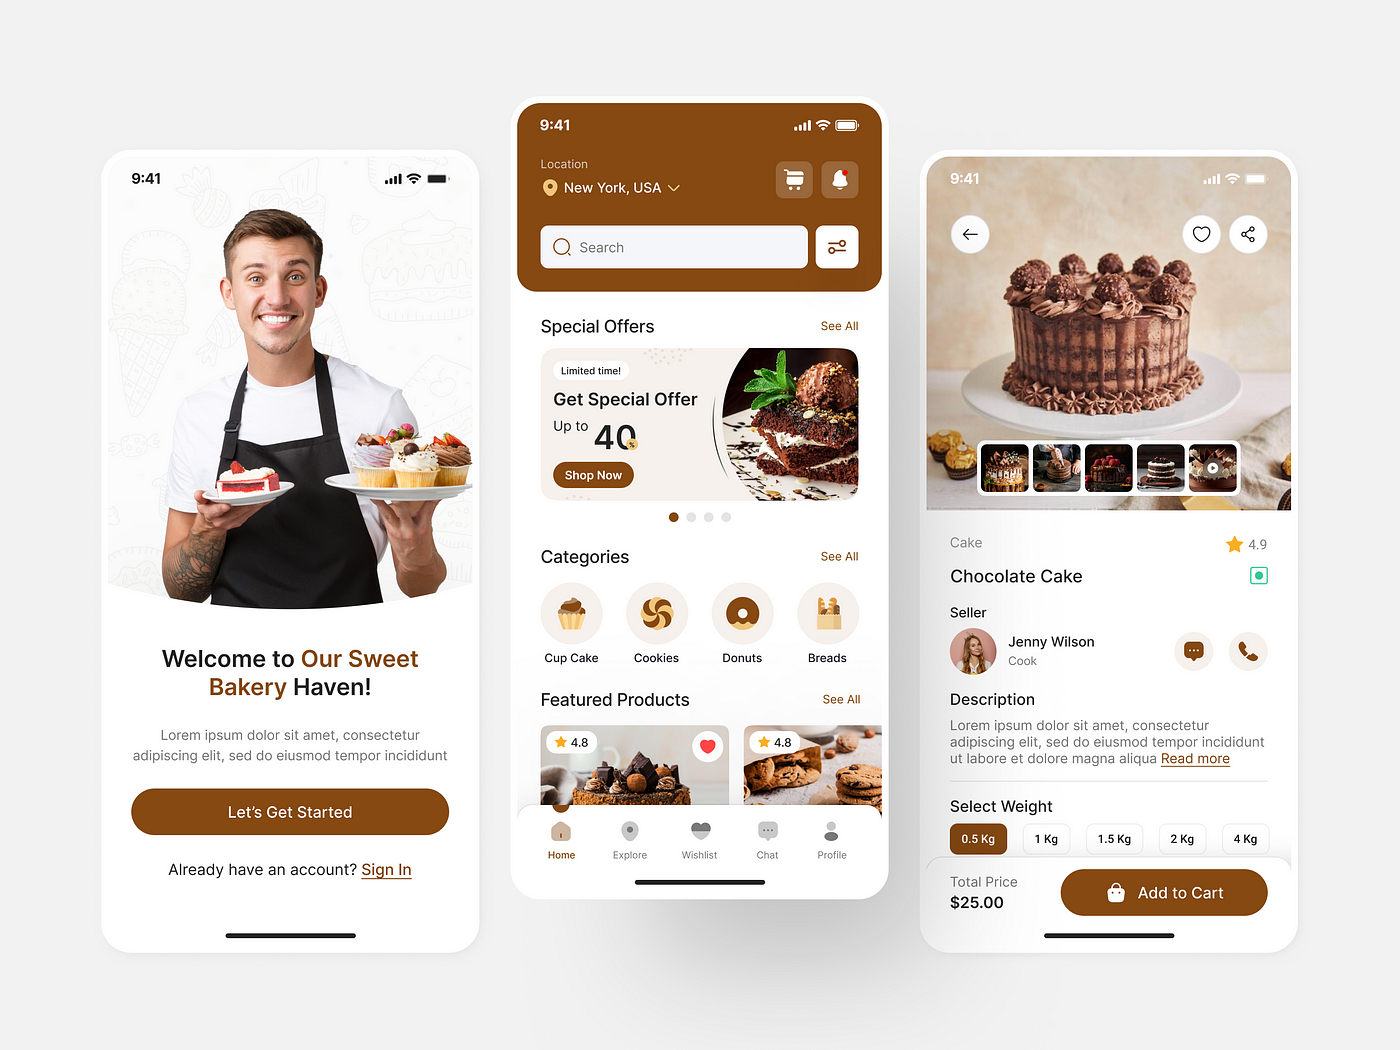 9:41
Welcome to Our Sweet
Bakery Haven!
Lorem ipsum dolor sit amet, consectetur
adipiscing elit, sed do eiusmod tempor incididunt
Let's Get Started
Already have an account? Sign In
9:41
Location
New York, USA
Search
Special Offers See All
Limited time!
Get Special Offer
Up to 40%
Shop Now
Categories See All
Cup Cake Cookies Donuts Breads
Featured Products See All
4.8 4.8
Home Explore Wishlist Chat Profile
9:41
Cake 4.9
Chocolate Cake
Seller
Jenny Wilson
Cook
Description
Lorem ipsum dolor sit amet, consectetur
adipiscing elit, sed do eiusmod tempor incididunt
ut labore et dolore magna aliqua Read more
Select Weight
0.5 Kg 1 Kg 1.5 Kg 2 Kg 4 Kg
Total Price
$25.00
Add to Cart